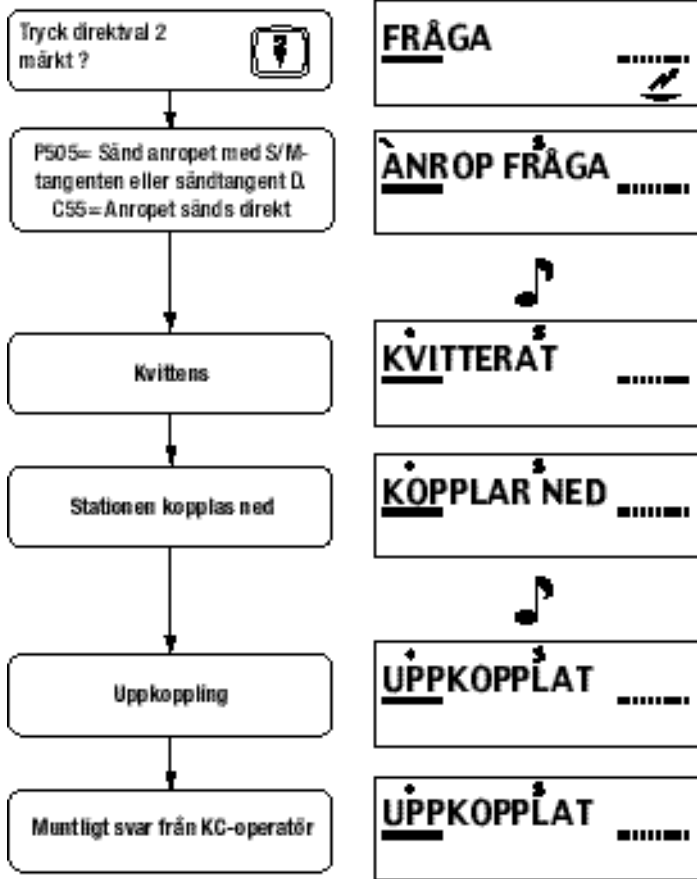 Tryck direktval 2
märkt ?
FRÅGA
P505= Sänd anropet med S/M-
tangenten eller sändtangent D.
C55= Anropet sänds direkt
S
ANROP FRÅGA
Kvittens
S
KVITTERAT
Stationen kopplas ned
S
KOPPLAR NED
Uppkoppling
S
UPPKOPPLAT
Muntligt svar från KC-operatör
S
UPPKOPPLAT